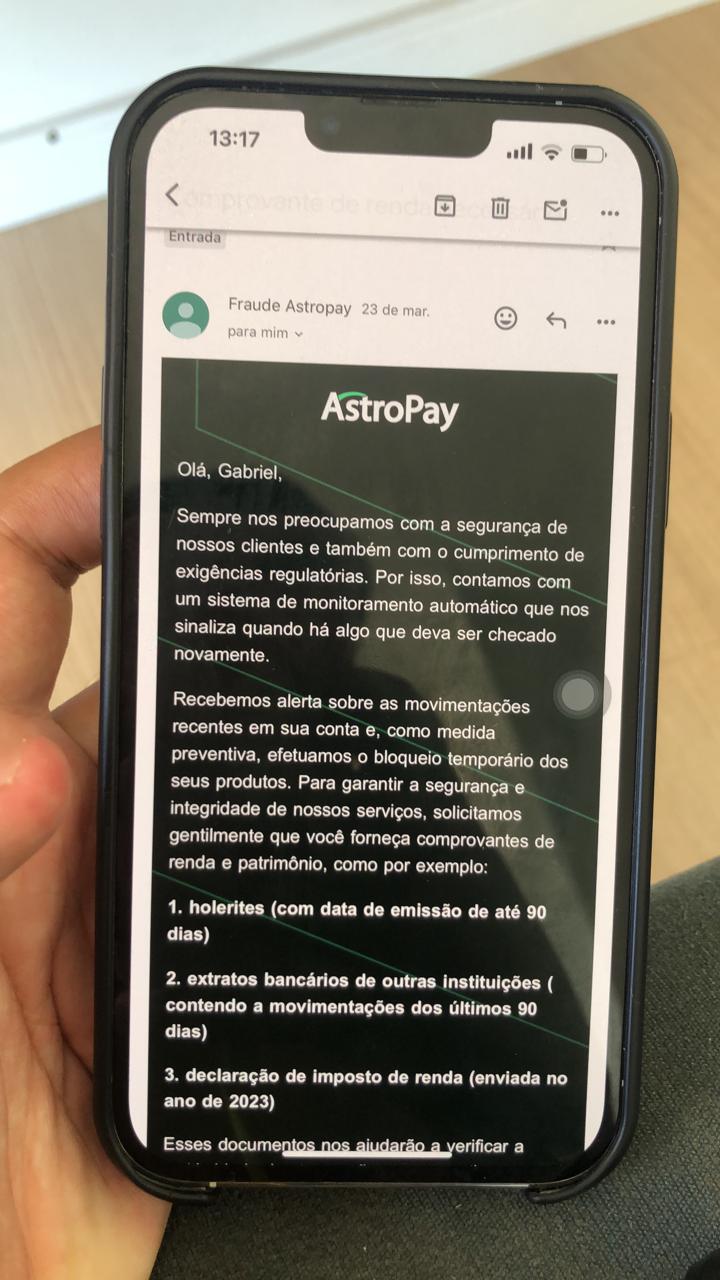 13:17
omprovante de renda
Entrada
Fraude Astropay 23 de mar.
para mim
AstroPay
Olá, Gabriel,
Sempre nos preocupamos com a segurança de
nossos clientes e também com o cumprimento de
exigências regulatórias. Por isso, contamos com
um sistema de monitoramento automático que nos
sinaliza quando há algo que deva ser checado
novamente.
Recebemos alerta sobre as movimentações
recentes em sua conta e, como medida
preventiva, efetuamos o bloqueio temporário dos
seus produtos. Para garantir a segurança e
integridade de nossos serviços, solicitamos
gentilmente que você forneça comprovantes de
renda e patrimônio, como por exemplo:
1. holerites (com data de emissão de até 90
dias)
2. extratos bancários de outras instituições (
contendo a movimentações dos últimos 90
dias)
3. declaração de imposto de renda (enviada no
ano de 2023)
Esses documentos nos ajudarão a verificar a